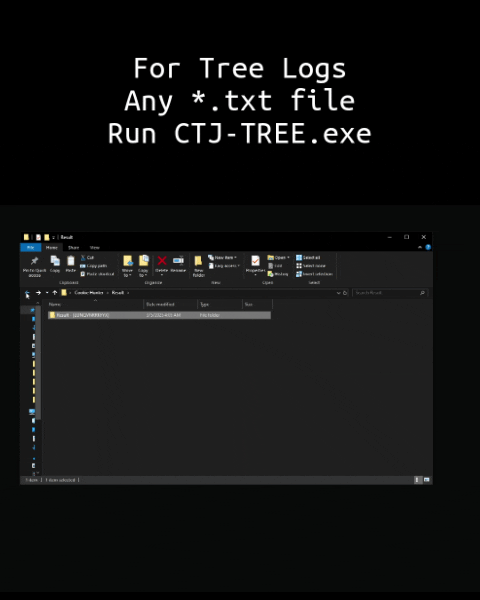 For Tree Logs
Any *.txt file
Run CTJ-TREE.exe
Result
File Home Share View
Cut
Copy path
Paste shortcut
Pin to Quick access Copy Paste
Move to Copy to Delete Rename
New folder
New item
Easy access
Properties
Open
Edit
History
Select all
Select none
Invert selection
Clipboard Organize New Open Select
Cookie-Hunter › Result ›
Search Result
Name Date modified Type Size
Result - File folder
1 item 1 item selected